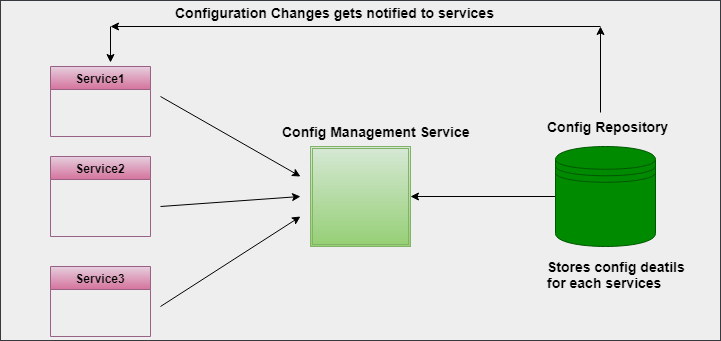 Configuration Changes gets notified to services
Service1
Config Management Service
Config Repository
Service2
Service3
Stores config deatils
for each services